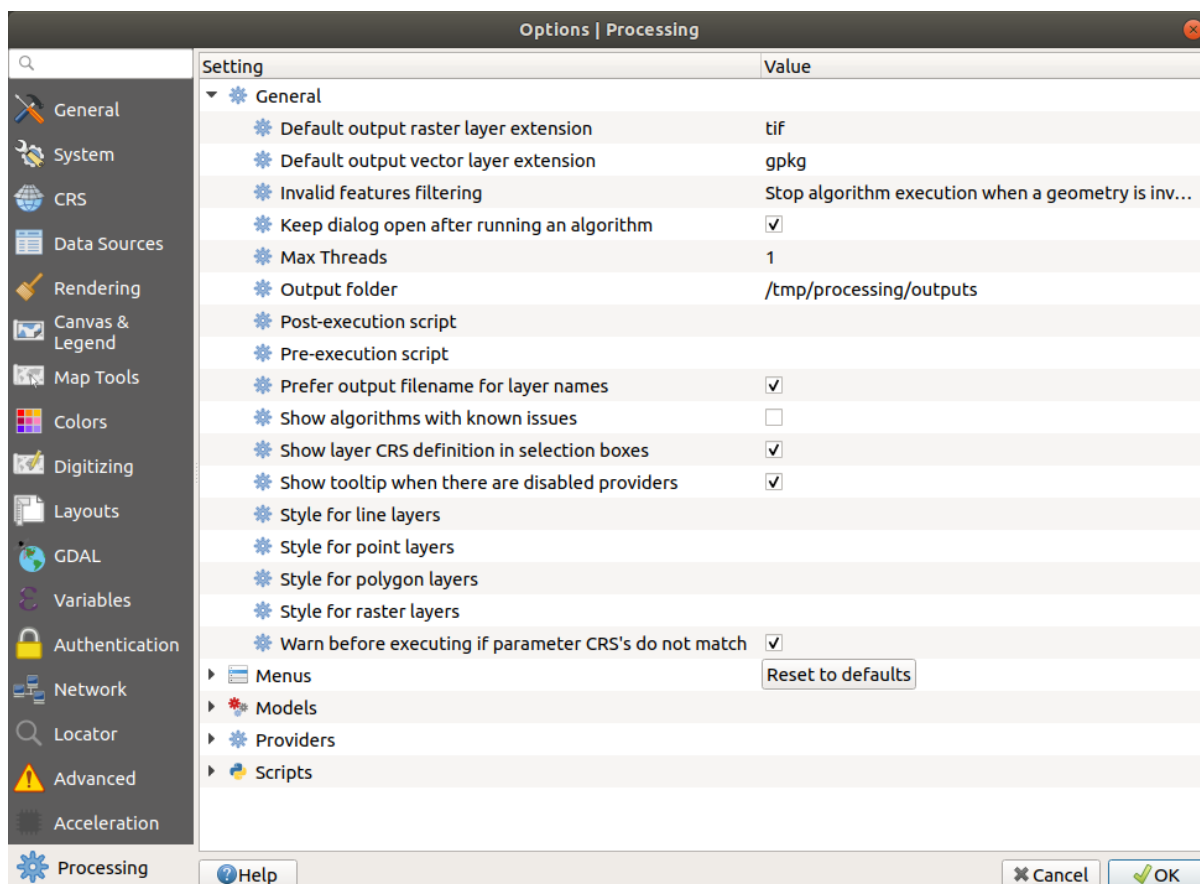 Options | Processing
Setting Value
General
System
CRS
Data Sources
Rendering
Canvas &
Legend
Map Tools
Colors
Digitizing
Layouts
GDAL
Variables
Authentication
Network
Locator
Advanced
Acceleration
Processing
General
Default output raster layer extension tif
Default output vector layer extension gpkg
Invalid features filtering Stop algorithm execution when a geometry is inv...
Keep dialog open after running an algorithm
Max Threads 1
Output folder /tmp/processing/outputs
Post-execution script
Pre-execution script
Prefer output filename for layer names
Show algorithms with known issues
Show layer CRS definition in selection boxes
Show tooltip when there are disabled providers
Style for line layers
Style for point layers
Style for polygon layers
Style for raster layers
Warn before executing if parameter CRS's do not match
Menus Reset to defaults
Models
Providers
Scripts
Help Cancel OK